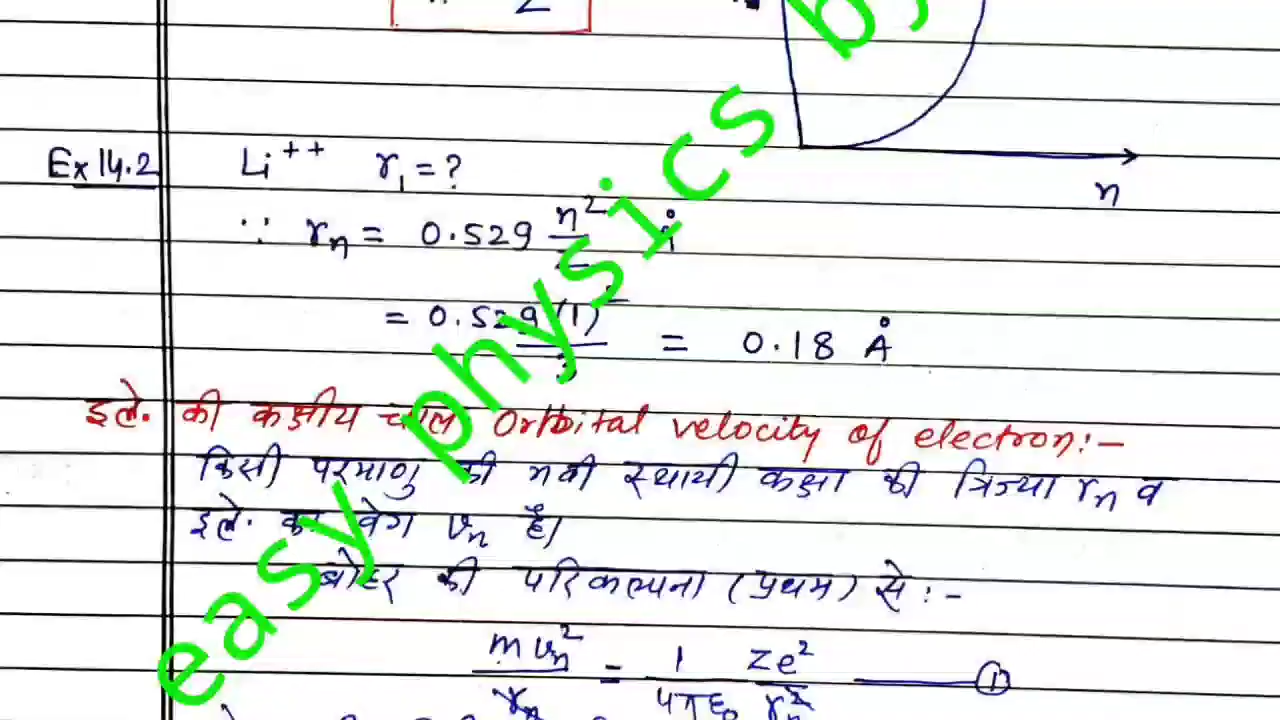 Z
n
Ex 14.2 Li⁺⁺ r₁ = ?
∵ rₙ = 0.529 n²/Z Å
= 0.529 (1)²/3 = 0.18 Å
इले. की कक्षीय चाल Orbital velocity of electron:-
किसी परमाणु की nवी स्थायी कक्षा की त्रिज्या rₙ व
इले. का वेग vₙ है।
बोहर की परिकल्पना (प्रथम) से :-
mvₙ²/rₙ = 1/4πε₀ Ze²/rₙ² ——— ①
easy physics by